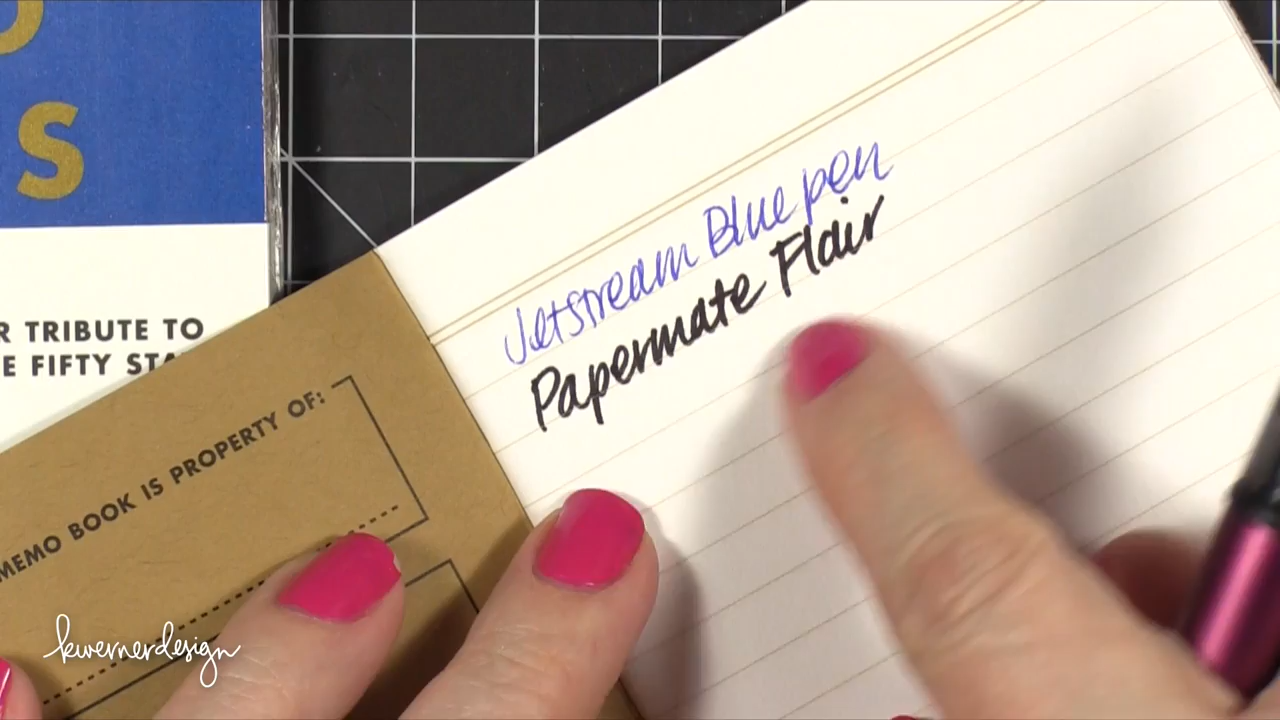 S
R TRIBUTE TO
E FIFTY STA
MEMO BOOK IS PROPERTY OF:
Jetstream Blue pen
Papermate Flair
kwernerdesign